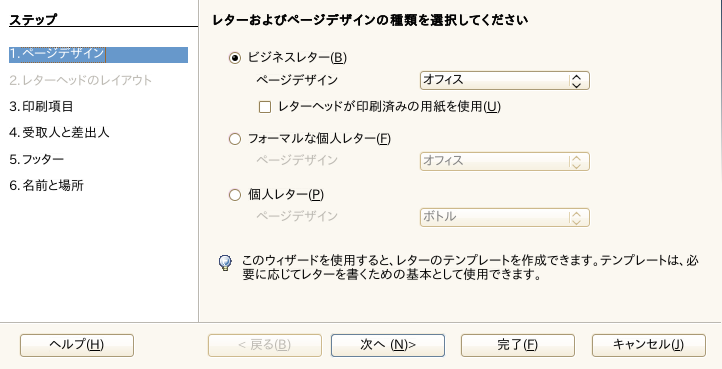 ステップ
1.ページデザイン
2.レターヘッドのレイアウト
3.印刷項目
4.受取人と差出人
5.フッター
6.名前と場所
レターおよびページデザインの種類を選択してください
ビジネスレター(B)
ページデザイン オフィス
レターヘッドが印刷済みの用紙を使用(U)
フォーマルな個人レター(F)
ページデザイン オフィス
個人レター(P)
ページデザイン ボトル
このウィザードを使用すると、レターのテンプレートを作成できます。テンプレートは、必
要に応じてレターを書くための基本として使用できます。
ヘルプ(H) < 戻る(B) 次へ (N)> 完了(F) キャンセル(J)